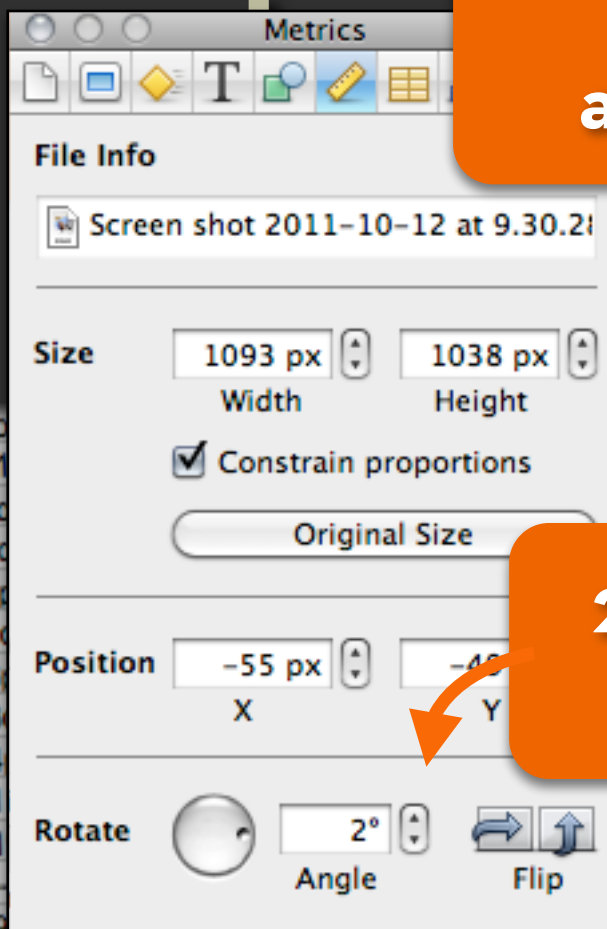 Metrics
T
a
File Info
Screen shot 2011-10-12 at 9.30.2
Size 1093 px 1038 px
Width Height
Constrain proportions
Original Size
2
Position -55 px
X Y
Rotate 2°
Angle Flip